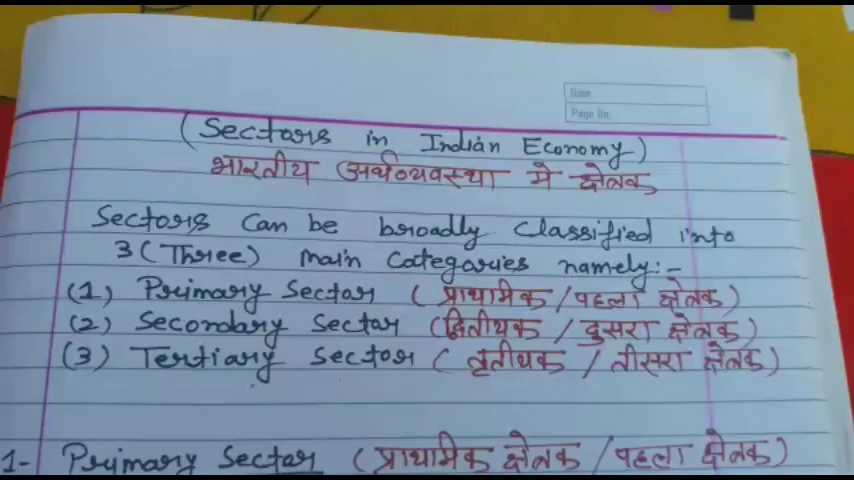 Date
Page No.
(Sectors in Indian Economy)
भारतीय अर्थव्यवस्था मे क्षेत्रक
Sectors can be broadly classified into
3 (Three) main categories namely:-
(1) Primary Sector (प्राथमिक/पहला क्षेत्रक)
(2) Secondary Sector (द्वितीयक / दुसरा क्षेत्रक)
(3) Tertiary Sector (तृतीयक / तीसरा क्षेत्रक)
1- Primary Sector (प्राथामिक क्षेत्रक /पहला क्षेत्रक)